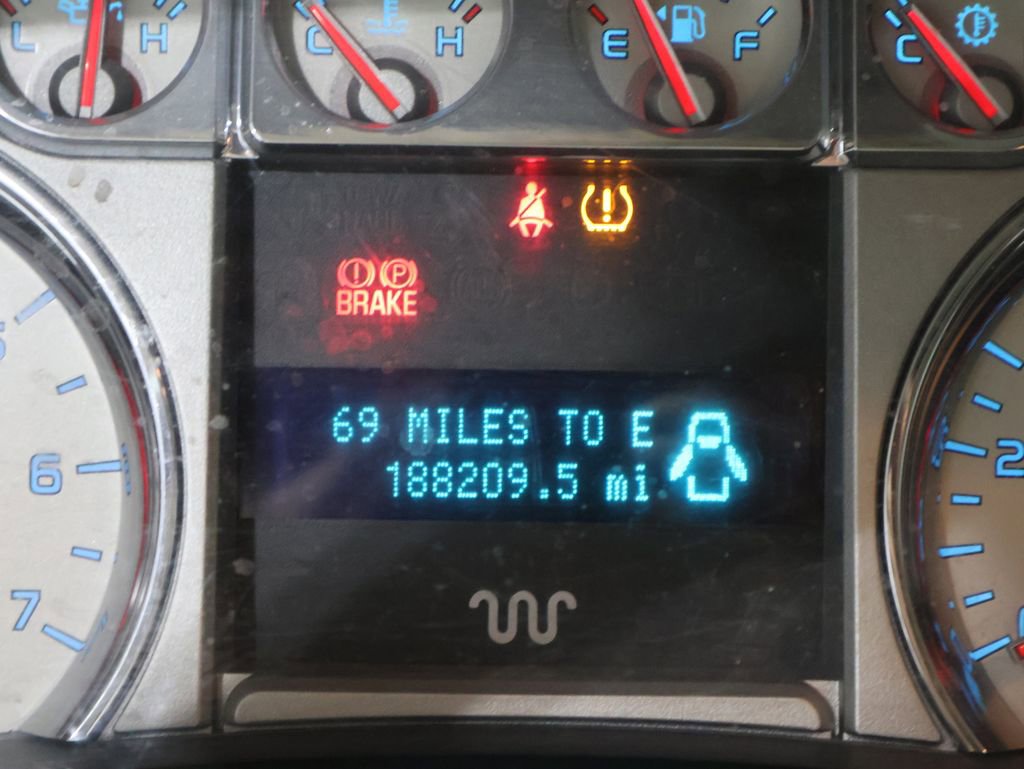 L H
C H
E F
C
! P
BRAKE
!
69 MILES TO E
188209.5 mi
6
7
2